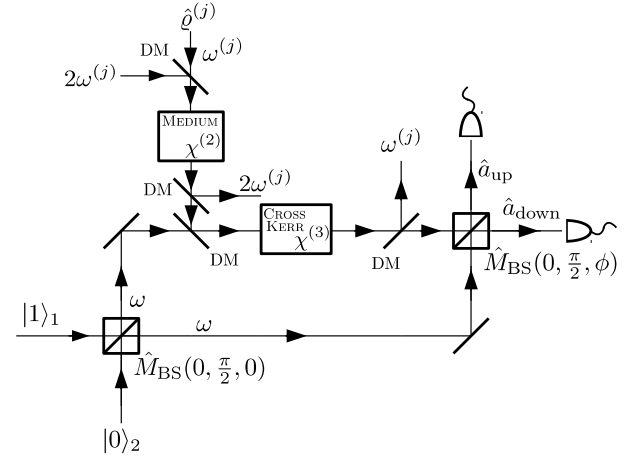 ϱ̂^(j)
DM
ω^(j)
2ω^(j)
MEDIUM
χ^(2)
DM
2ω^(j)
ω^(j)
â_up
CROSS
KERR
χ^(3)
â_down
DM
DM
M̂_BS(0, π/2, ϕ)
|1⟩_1
ω
ω
M̂_BS(0, π/2, 0)
|0⟩_2